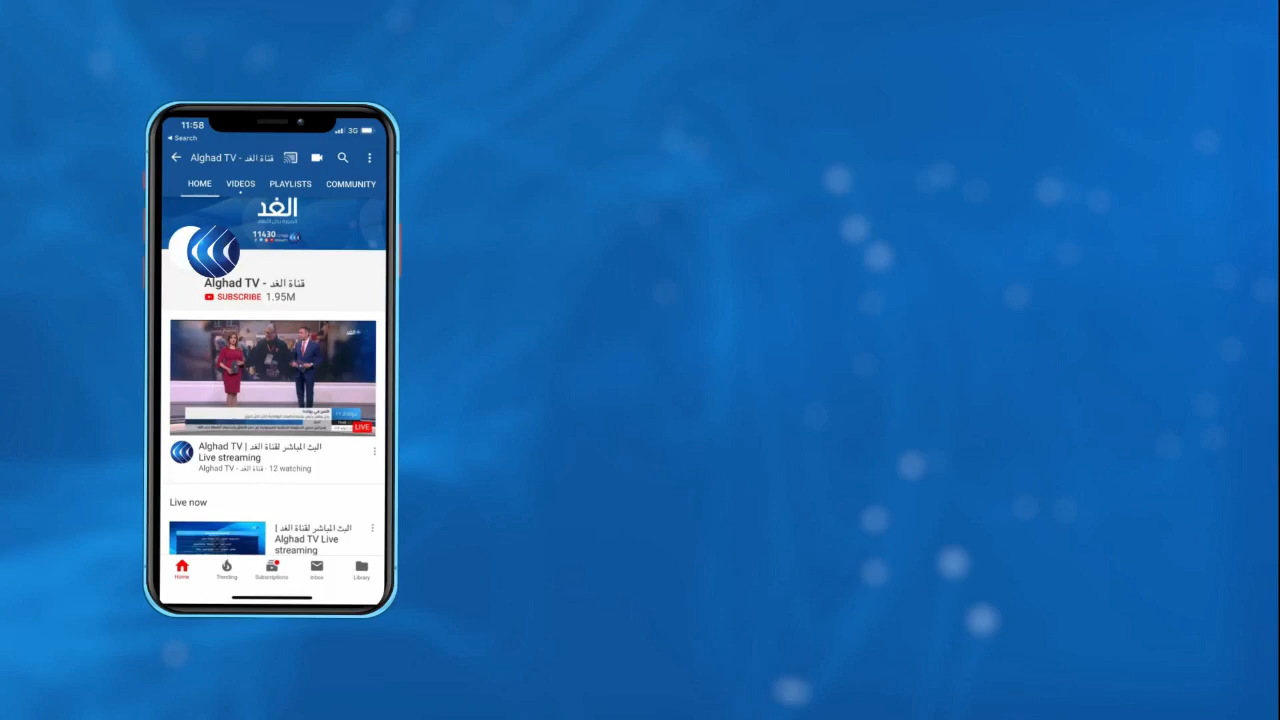 11:58
3G
Search
Alghad TV - قناة الغد
HOME VIDEOS PLAYLISTS COMMUNITY
الغد
11430
Alghad TV - قناة الغد
SUBSCRIBE 1.95M
LIVE
Alghad TV | البث المباشر لقناة الغد
Live streaming
Alghad TV - قناة الغد · 12 watching
Live now
البث المباشر لقناة الغد |
Alghad TV Live
streaming
Home Trending Subscriptions Inbox Library